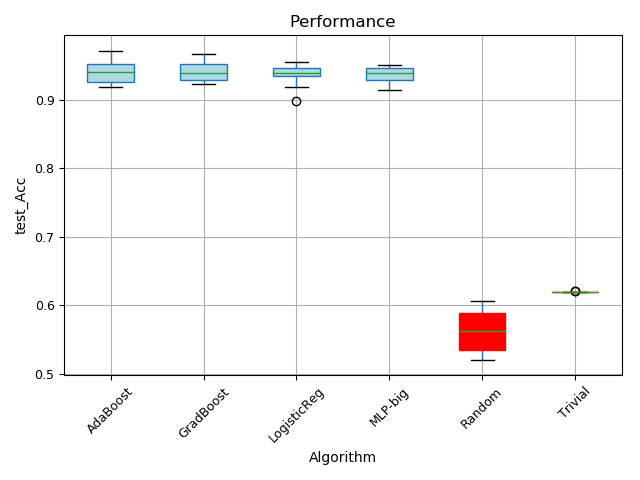 Performance
test_Acc
0.9
0.8
0.7
0.6
0.5
AdaBoost
GradBoost
LogisticReg
MLP-big
Random
Trivial
Algorithm